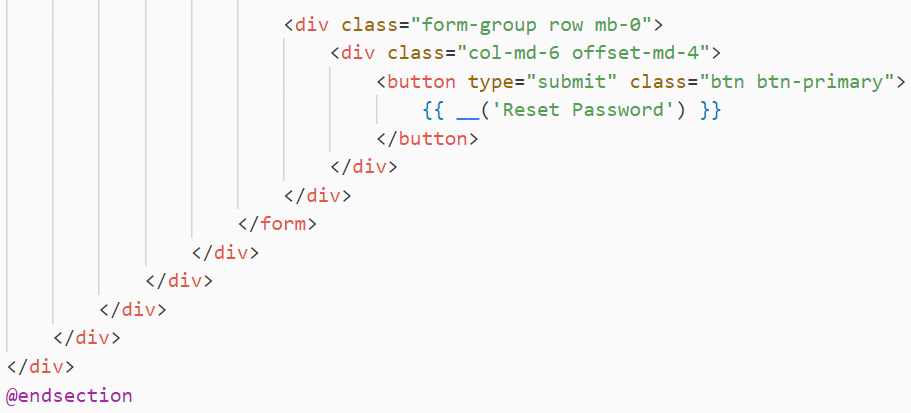 <div class="form-group row mb-0">
<div class="col-md-6 offset-md-4">
<button type="submit" class="btn btn-primary">
{{ __('Reset Password') }}
</button>
</div>
</div>
</form>
</div>
</div>
</div>
</div>
</div>
@endsection